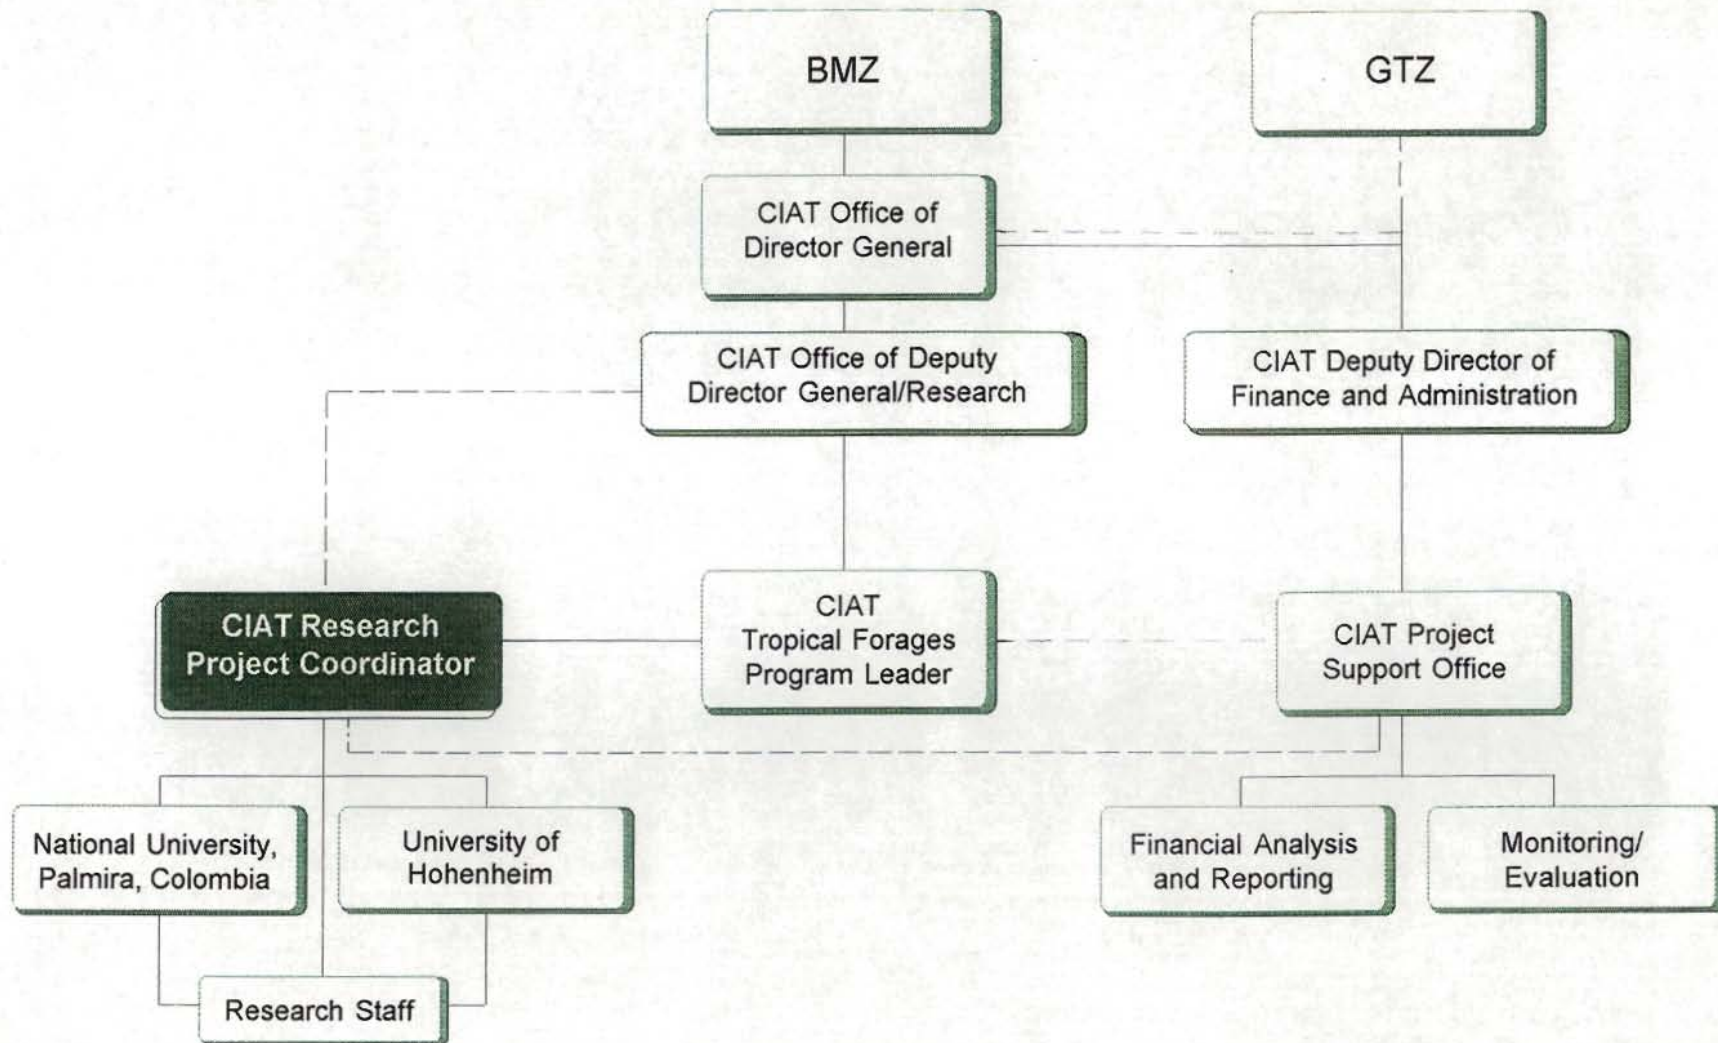 BMZ
GTZ
CIAT Office of
Director General
CIAT Office of Deputy
Director General/Research
CIAT Deputy Director of
Finance and Administration
CIAT Research
Project Coordinator
CIAT
Tropical Forages
Program Leader
CIAT Project
Support Office
National University,
Palmira, Colombia
University of
Hohenheim
Financial Analysis
and Reporting
Monitoring/
Evaluation
Research Staff